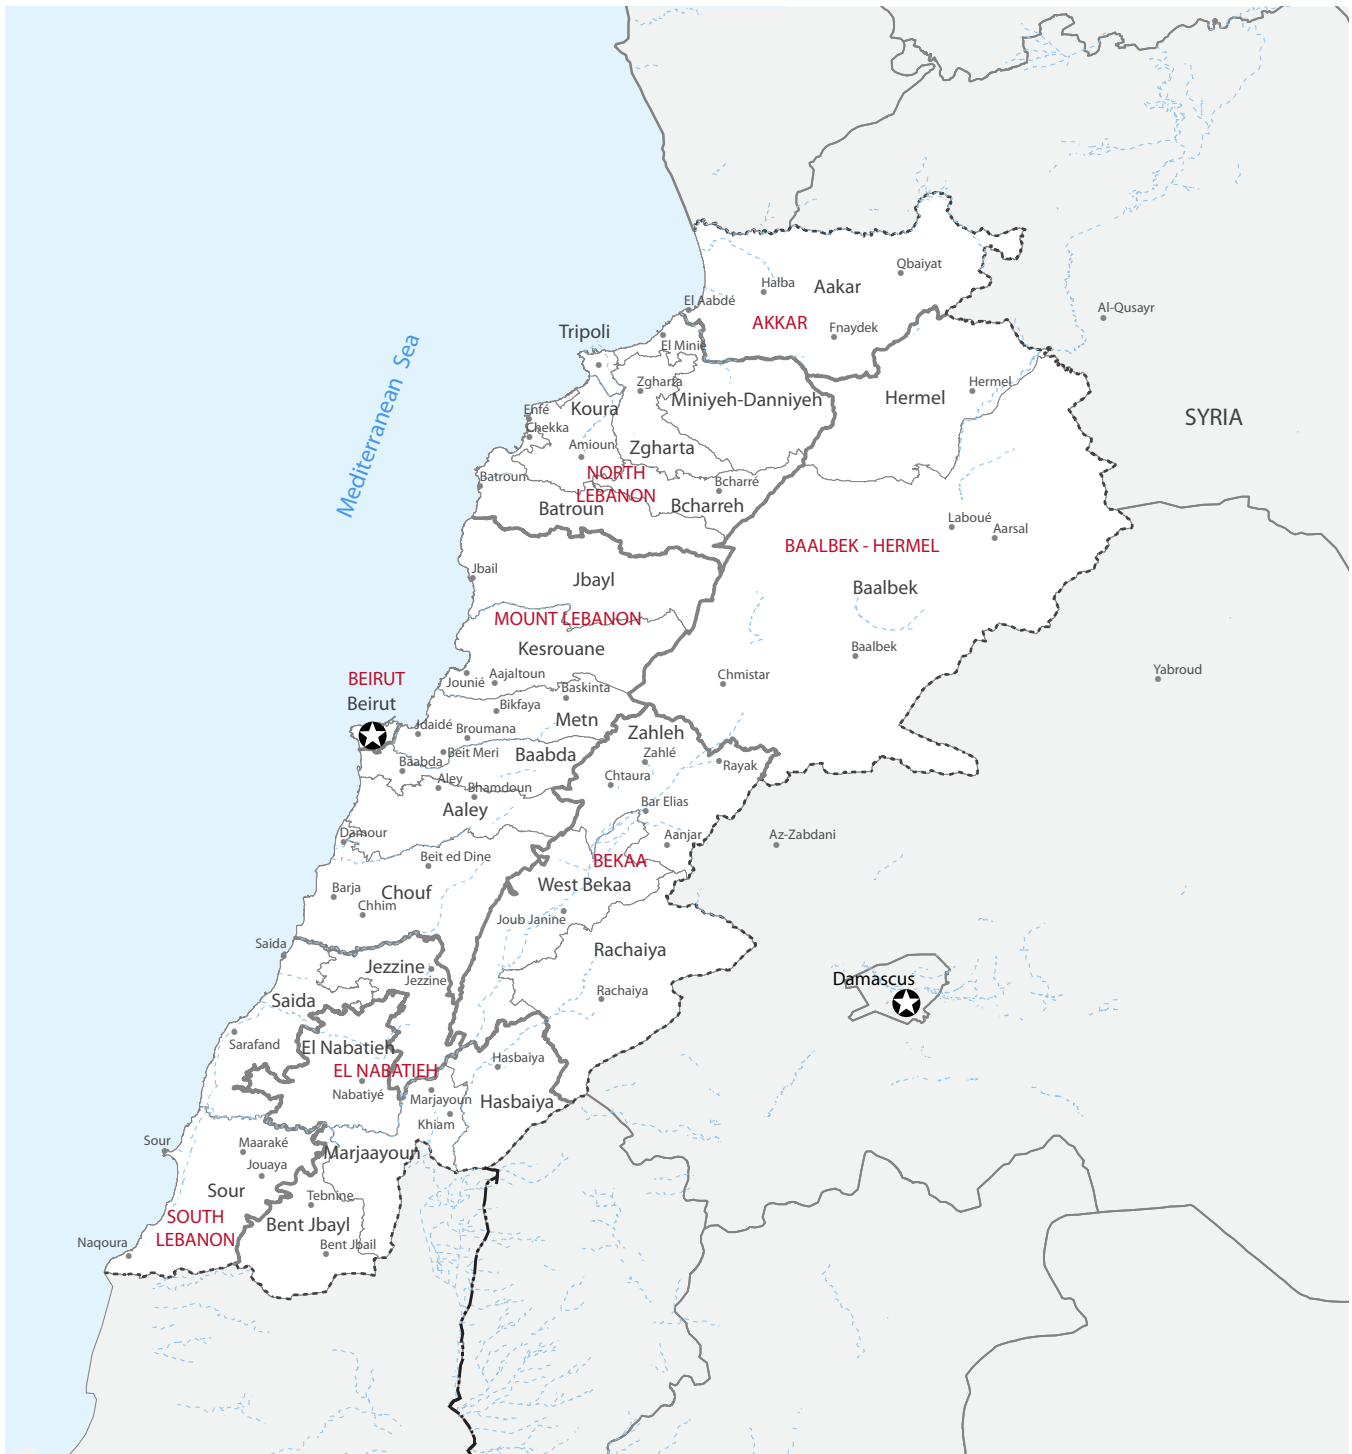 Qbaiyat
Halba
Aakar
El Aabdé
Al-Qusayr
AKKAR
Fnaydek
Tripoli
El Minié
Zgharta
Hermel
Miniyeh-Danniyeh
Hermel
Koura
Enfé
SYRIA
Chekka
Amioun
Zgharta
Mediterranean Sea
NORTH
LEBANON
Batroun
Bcharré
Batroun
Bcharreh
Laboué
Aarsal
BAALBEK - HERMEL
Jbail
Jbayl
Baalbek
MOUNT LEBANON
Kesrouane
Baalbek
Yabroud
BEIRUT
Beirut
Jounié
Aajaltoun
Baskinta
Chmistar
Bikfaya
Metn
Jdaidé
Broumana
Zahleh
Beit Meri
Baabda
Zahlé
Baabda
Rayak
Aley
Bhamdoun
Chtaura
Aaley
Bar Elias
Damour
Aanjar
Az-Zabdani
Beit ed Dine
BEKAA
Barja
Chouf
West Bekaa
Chhim
Joub Janine
Saida
Rachaiya
Jezzine
Jezzine
Damascus
Saida
Rachaiya
Sarafand
El Nabatieh
Hasbaiya
EL NABATIEH
Nabatiyé
Marjayoun
Hasbaiya
Khiam
Sour
Maaraké
Marjaayoun
Jouaya
Sour
Tebnine
SOUTH
LEBANON
Bent Jbayl
Naqoura
Bent Jbail